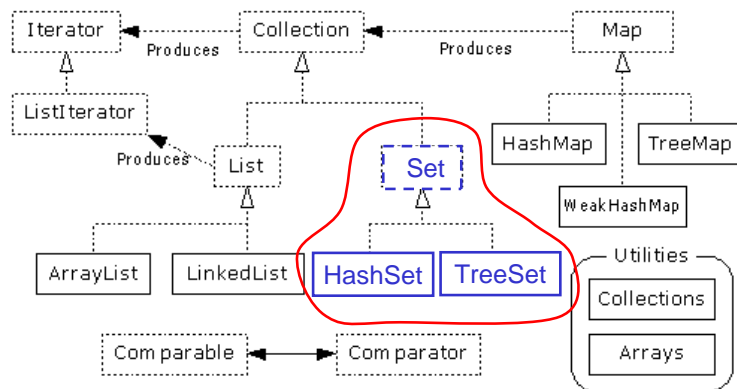 Iterator
Produces
Collection
Produces
Map
ListIterator
Produces
List
Set
HashMap
TreeMap
WeakHashMap
ArrayList
LinkedList
HashSet
TreeSet
Utilities
Collections
Arrays
Comparable
Comparator